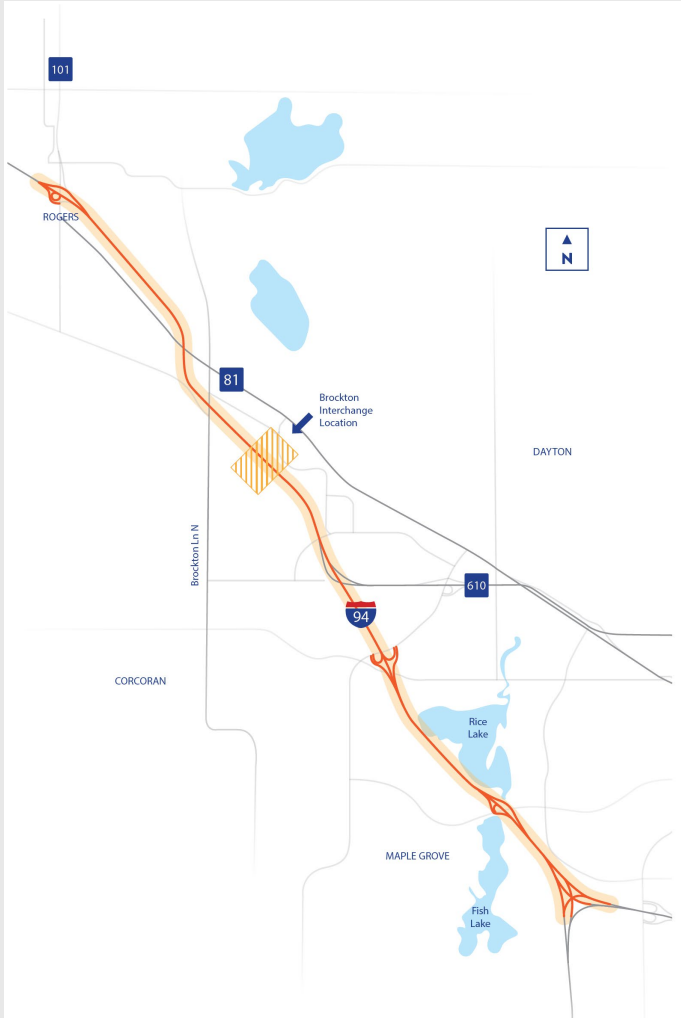 101
ROGERS
N
81
Brockton
Interchange
Location
DAYTON
Brockton Ln N
610
94
CORCORAN
Rice
Lake
MAPLE GROVE
Fish
Lake